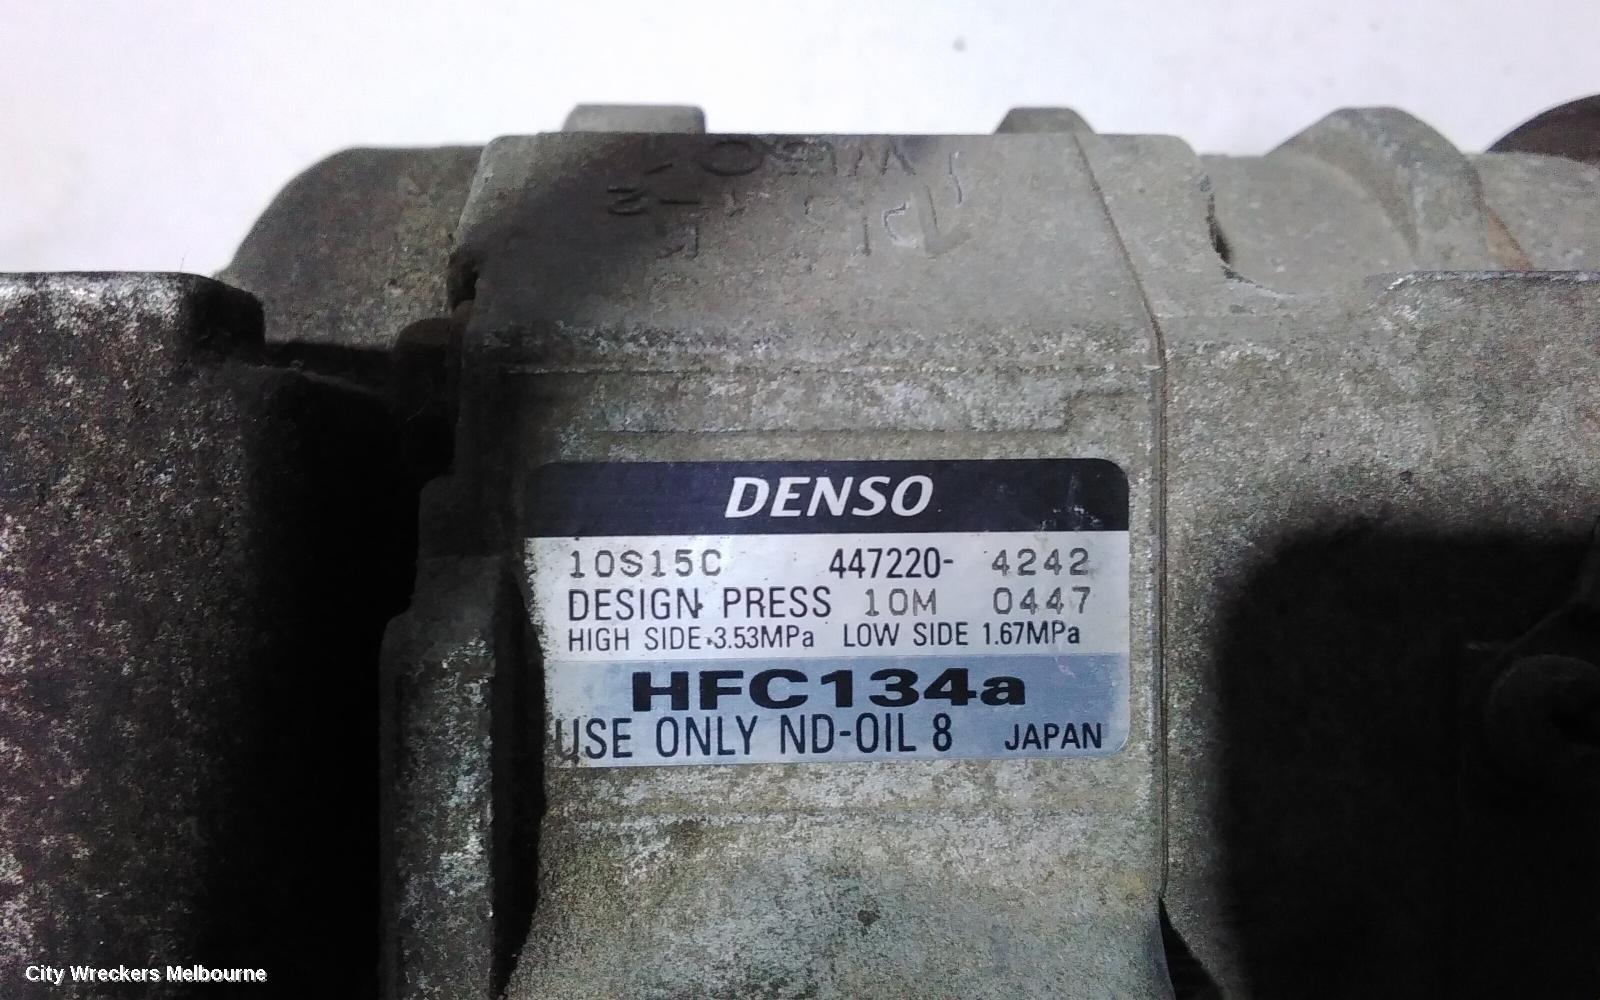 DENSO
10S15C 447220- 4242
DESIGN PRESS 10M 0447
HIGH SIDE 3.53MPa LOW SIDE 1.67MPa
HFC134a
USE ONLY ND-OIL 8 JAPAN
City Wreckers Melbourne